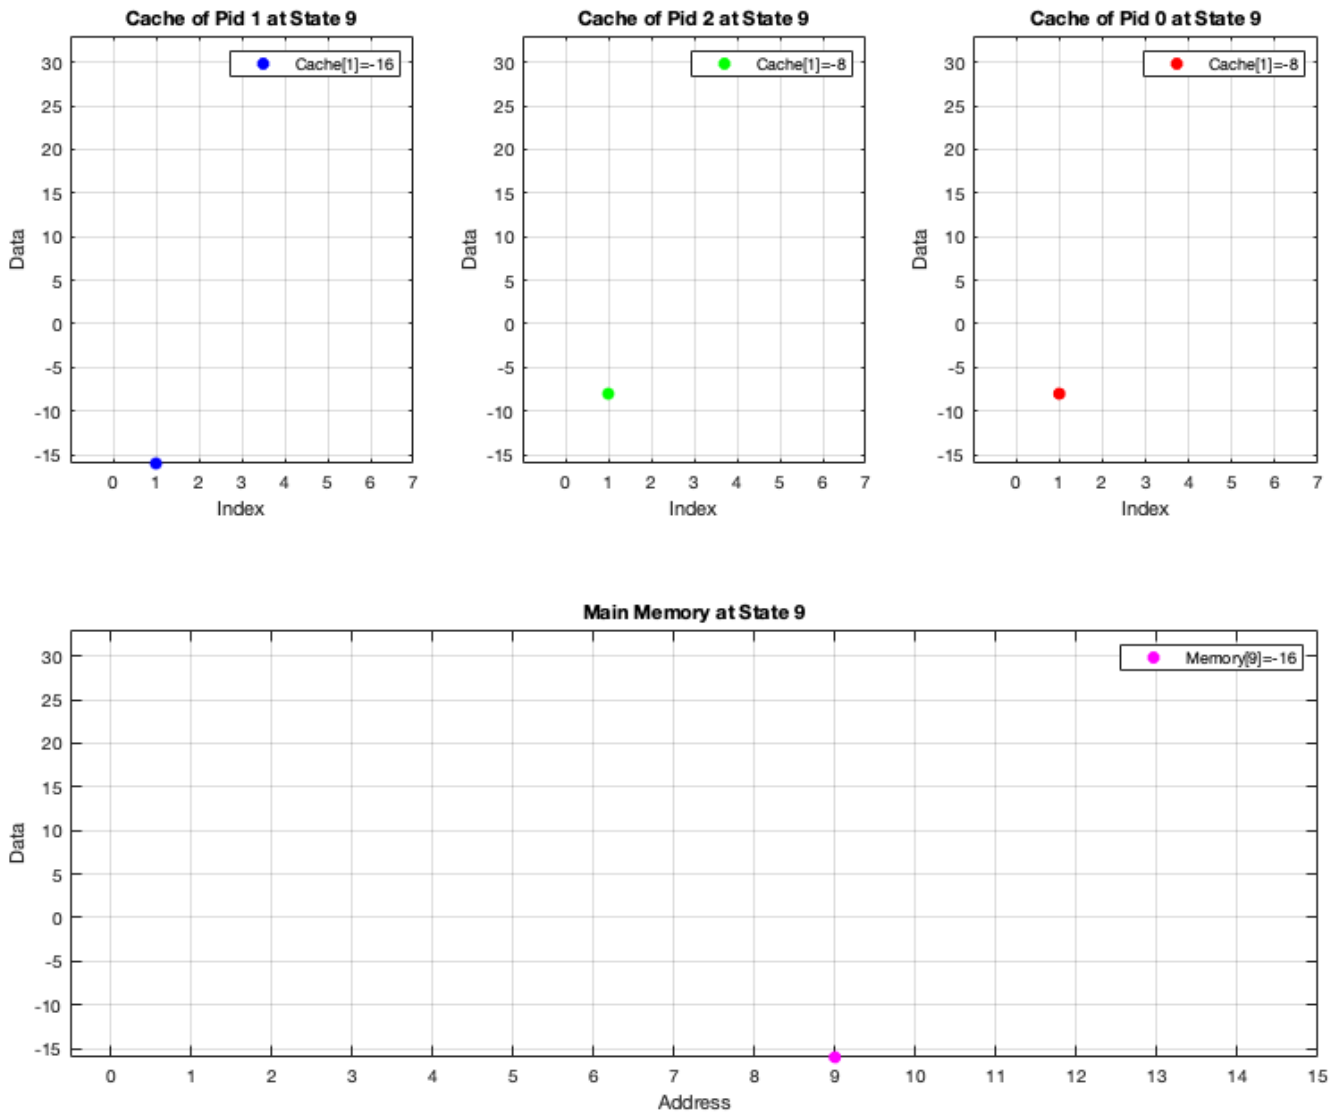 Cache of Pid 1 at State 9
Cache[1]=-16
30
25
20
15
10
5
0
-5
-10
-15
Data
0 1 2 3 4 5 6 7
Index
Cache of Pid 2 at State 9
Cache[1]=-8
30
25
20
15
10
5
0
-5
-10
-15
Data
0 1 2 3 4 5 6 7
Index
Cache of Pid 0 at State 9
Cache[1]=-8
30
25
20
15
10
5
0
-5
-10
-15
Data
0 1 2 3 4 5 6 7
Index
Main Memory at State 9
Memory[9]=-16
30
25
20
15
10
5
0
-5
-10
-15
Data
0 1 2 3 4 5 6 7 8 9 10 11 12 13 14 15
Address